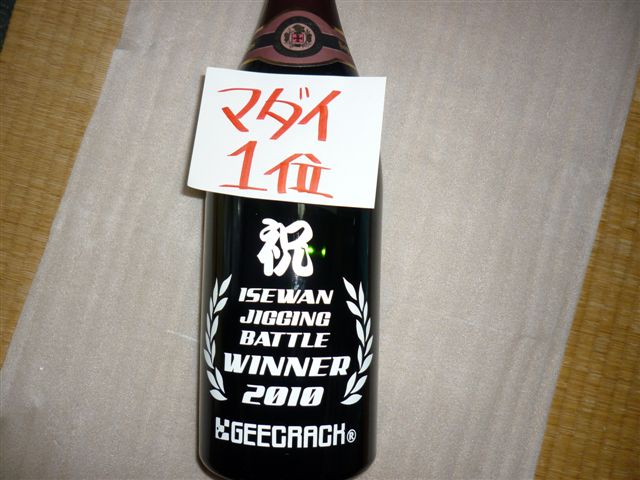 マダイ
1位
祝
ISEWAN
JIGGING
BATTLE
WINNER
2010
GEECRACK®